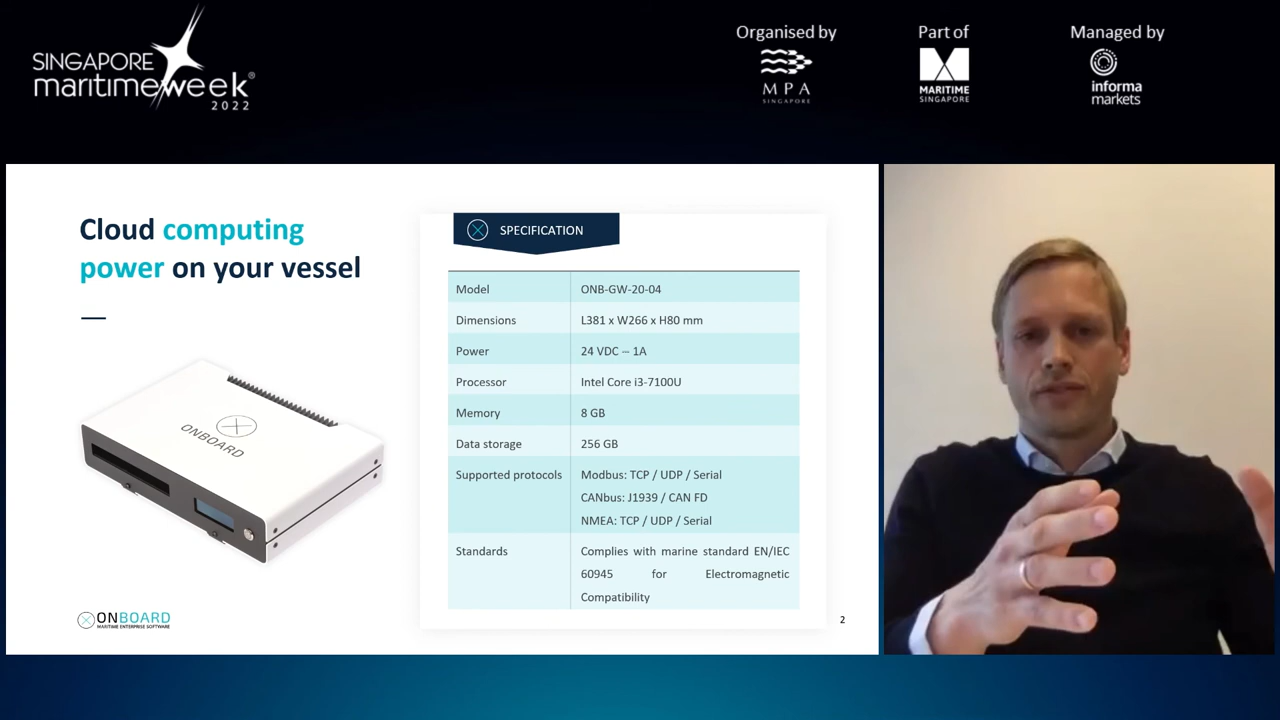 SINGAPORE
maritimeweek®
2022
Organised by
MPA
SINGAPORE
Part of
MARITIME
SINGAPORE
Managed by
informa
markets
Cloud computing
power on your vessel
ONBOARD
ONBOARD
MARITIME ENTERPRISE SOFTWARE
SPECIFICATION
Model ONB-GW-20-04
Dimensions L381 x W266 x H80 mm
Power 24 VDC – 1A
Processor Intel Core i3-7100U
Memory 8 GB
Data storage 256 GB
Supported protocols Modbus: TCP / UDP / Serial
CANbus: J1939 / CAN FD
NMEA: TCP / UDP / Serial
Standards Complies with marine standard EN/IEC
60945 for Electromagnetic
Compatibility
2